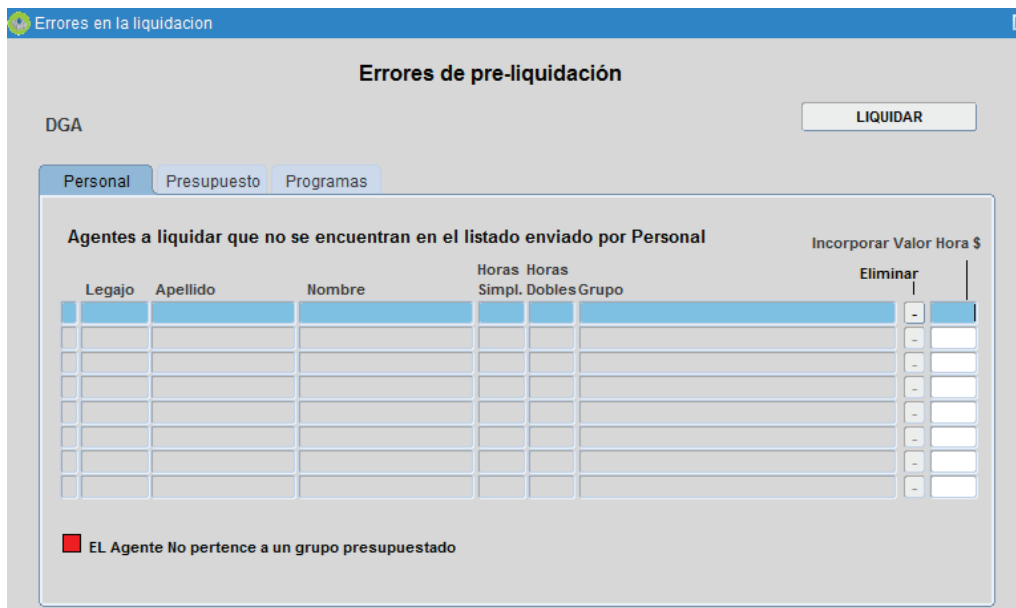 Errores en la liquidacion
Errores de pre-liquidación
DGA
LIQUIDAR
Personal Presupuesto Programas
Agentes a liquidar que no se encuentran en el listado enviado por Personal
Incorporar Valor Hora $
Horas Horas Eliminar
Legajo Apellido Nombre Simpl. Dobles Grupo
-
-
-
-
-
-
-
-
EL Agente No pertence a un grupo presupuestado